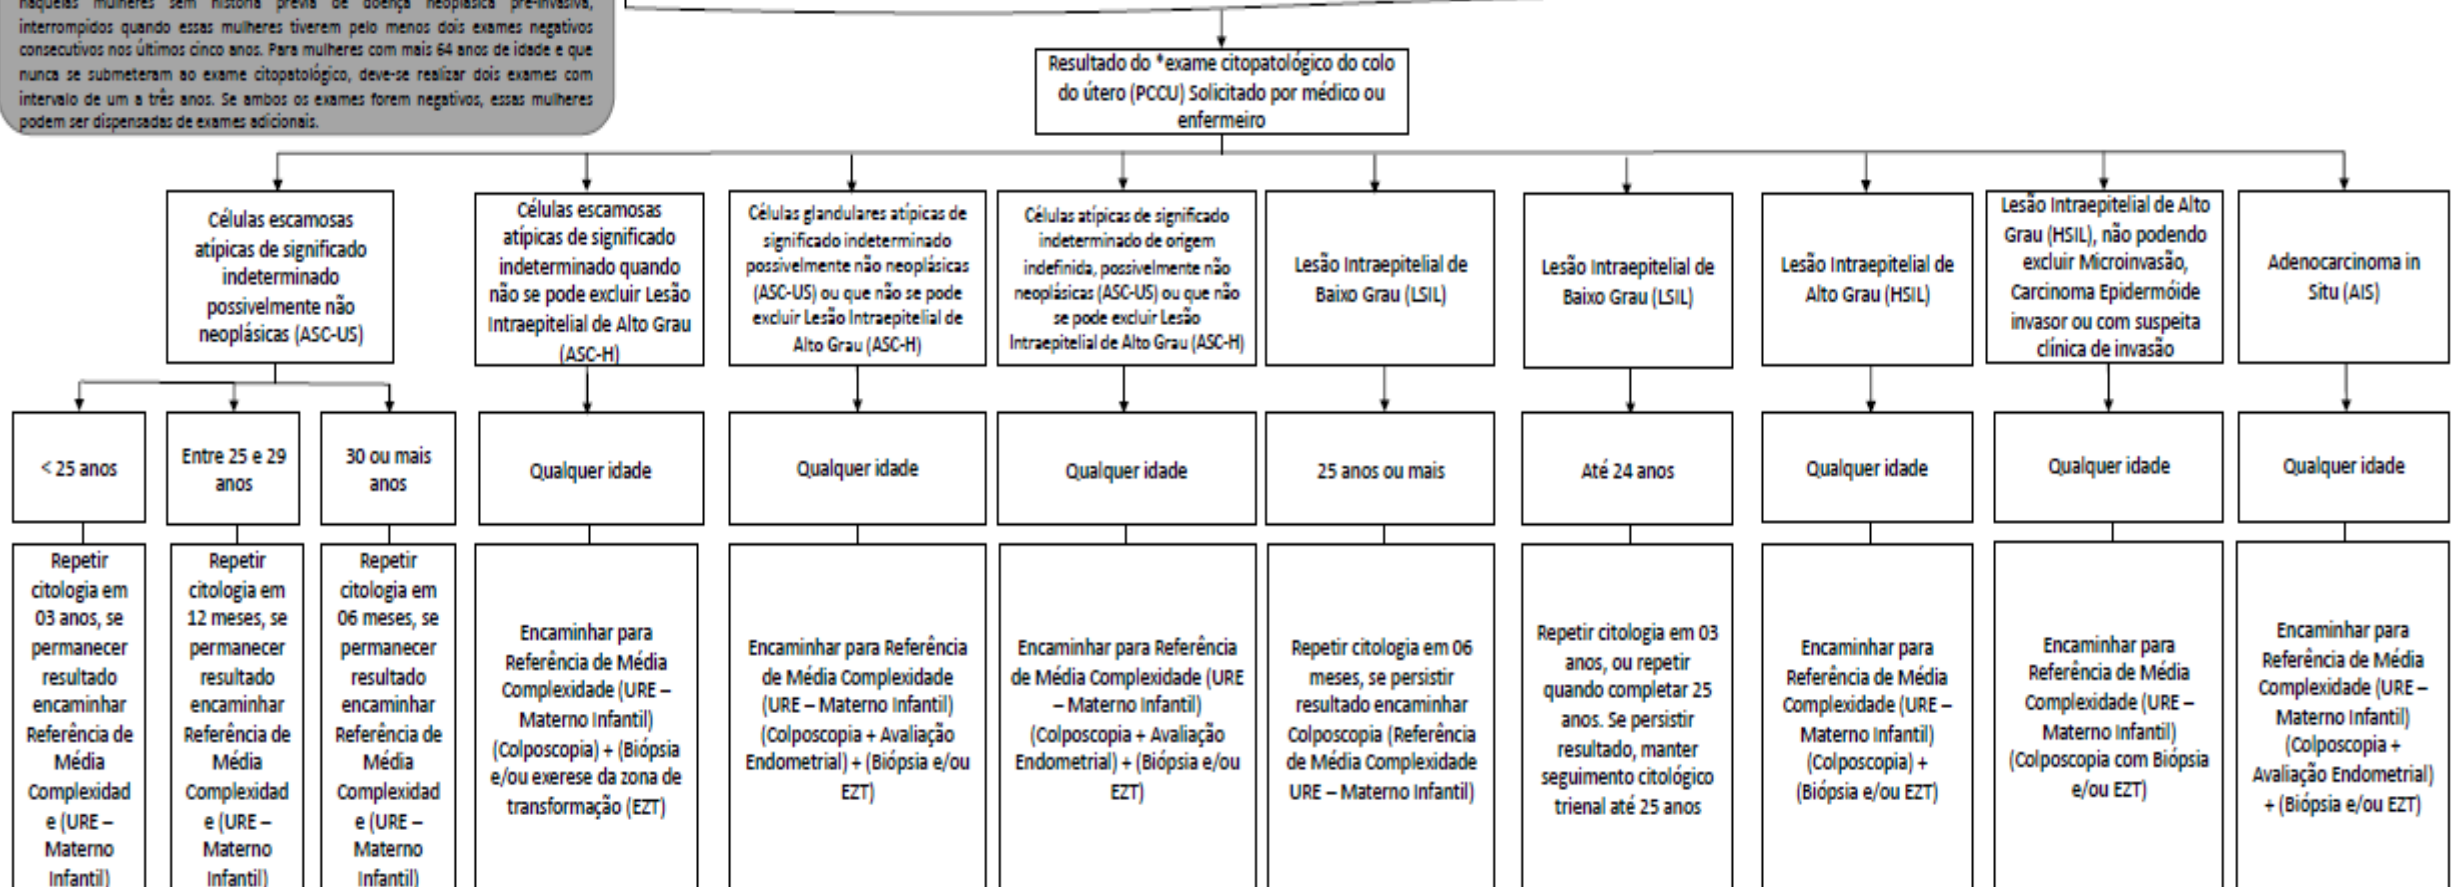 naquelas mulheres sem história prévia de doença neoplásica pré-invasiva,
interrompidos quando essas mulheres tiverem pelo menos dois exames negativos
consecutivos nos últimos cinco anos. Para mulheres com mais 64 anos de idade e que
nunca se submeteram ao exame citopatológico, deve-se realizar dois exames com
intervalo de um a três anos. Se ambos os exames forem negativos, essas mulheres
podem ser dispensadas de exames adicionais.
Resultado do *exame citopatológico do colo
do útero (PCCU) Solicitado por médico ou
enfermeiro
Células escamosas
atípicas de significado
indeterminado
possivelmente não
neoplásicas (ASC-US)
Células escamosas
atípicas de significado
indeterminado quando
não se pode excluir Lesão
Intraepitelial de Alto Grau
(ASC-H)
Células glandulares atípicas de
significado indeterminado
possivelmente não neoplásicas
(ASC-US) ou que não se pode
excluir Lesão Intraepitelial de
Alto Grau (ASC-H)
Células atípicas de significado
indeterminado de origem
indefinida, possivelmente não
neoplásicas (ASC-US) ou que não
se pode excluir Lesão
Intraepitelial de Alto Grau (ASC-H)
Lesão Intraepitelial de
Baixo Grau (LSIL)
Lesão Intraepitelial de
Baixo Grau (LSIL)
Lesão Intraepitelial de
Alto Grau (HSIL)
Lesão Intraepitelial de Alto
Grau (HSIL), não podendo
excluir Microinvasão,
Carcinoma Epidermóide
invasor ou com suspeita
clínica de invasão
Adenocarcinoma in
Situ (AIS)
< 25 anos
Entre 25 e 29
anos
30 ou mais
anos
Qualquer idade
Qualquer idade
Qualquer idade
25 anos ou mais
Até 24 anos
Qualquer idade
Qualquer idade
Qualquer idade
Repetir
citologia em
03 anos, se
permanecer
resultado
encaminhar
Referência de
Média
Complexidad
e (URE –
Materno
Infantil)
Repetir
citologia em
12 meses, se
permanecer
resultado
encaminhar
Referência de
Média
Complexidad
e (URE –
Materno
Infantil)
Repetir
citologia em
06 meses, se
permanecer
resultado
encaminhar
Referência de
Média
Complexidad
e (URE –
Materno
Infantil)
Encaminhar para
Referência de Média
Complexidade (URE –
Materno Infantil)
(Colposcopia) + (Biópsia
e/ou exerese da zona de
transformação (EZT)
Encaminhar para Referência
de Média Complexidade
(URE – Materno Infantil)
(Colposcopia + Avaliação
Endometrial) + (Biópsia e/ou
EZT)
Encaminhar para Referência
de Média Complexidade (URE
– Materno Infantil)
(Colposcopia + Avaliação
Endometrial) + (Biópsia e/ou
EZT)
Repetir citologia em 06
meses, se persistir
resultado encaminhar
Colposcopia (Referência
de Média Complexidade
URE – Materno Infantil)
Repetir citologia em 03
anos, ou repetir
quando completar 25
anos. Se persistir
resultado, manter
seguimento citológico
trienal até 25 anos
Encaminhar para
Referência de Média
Complexidade (URE –
Materno Infantil)
(Colposcopia) +
(Biópsia e/ou EZT)
Encaminhar para
Referência de Média
Complexidade (URE –
Materno Infantil)
(Colposcopia com Biópsia
e/ou EZT)
Encaminhar para
Referência de Média
Complexidade (URE –
Materno Infantil)
(Colposcopia +
Avaliação Endometrial)
+ (Biópsia e/ou EZT)